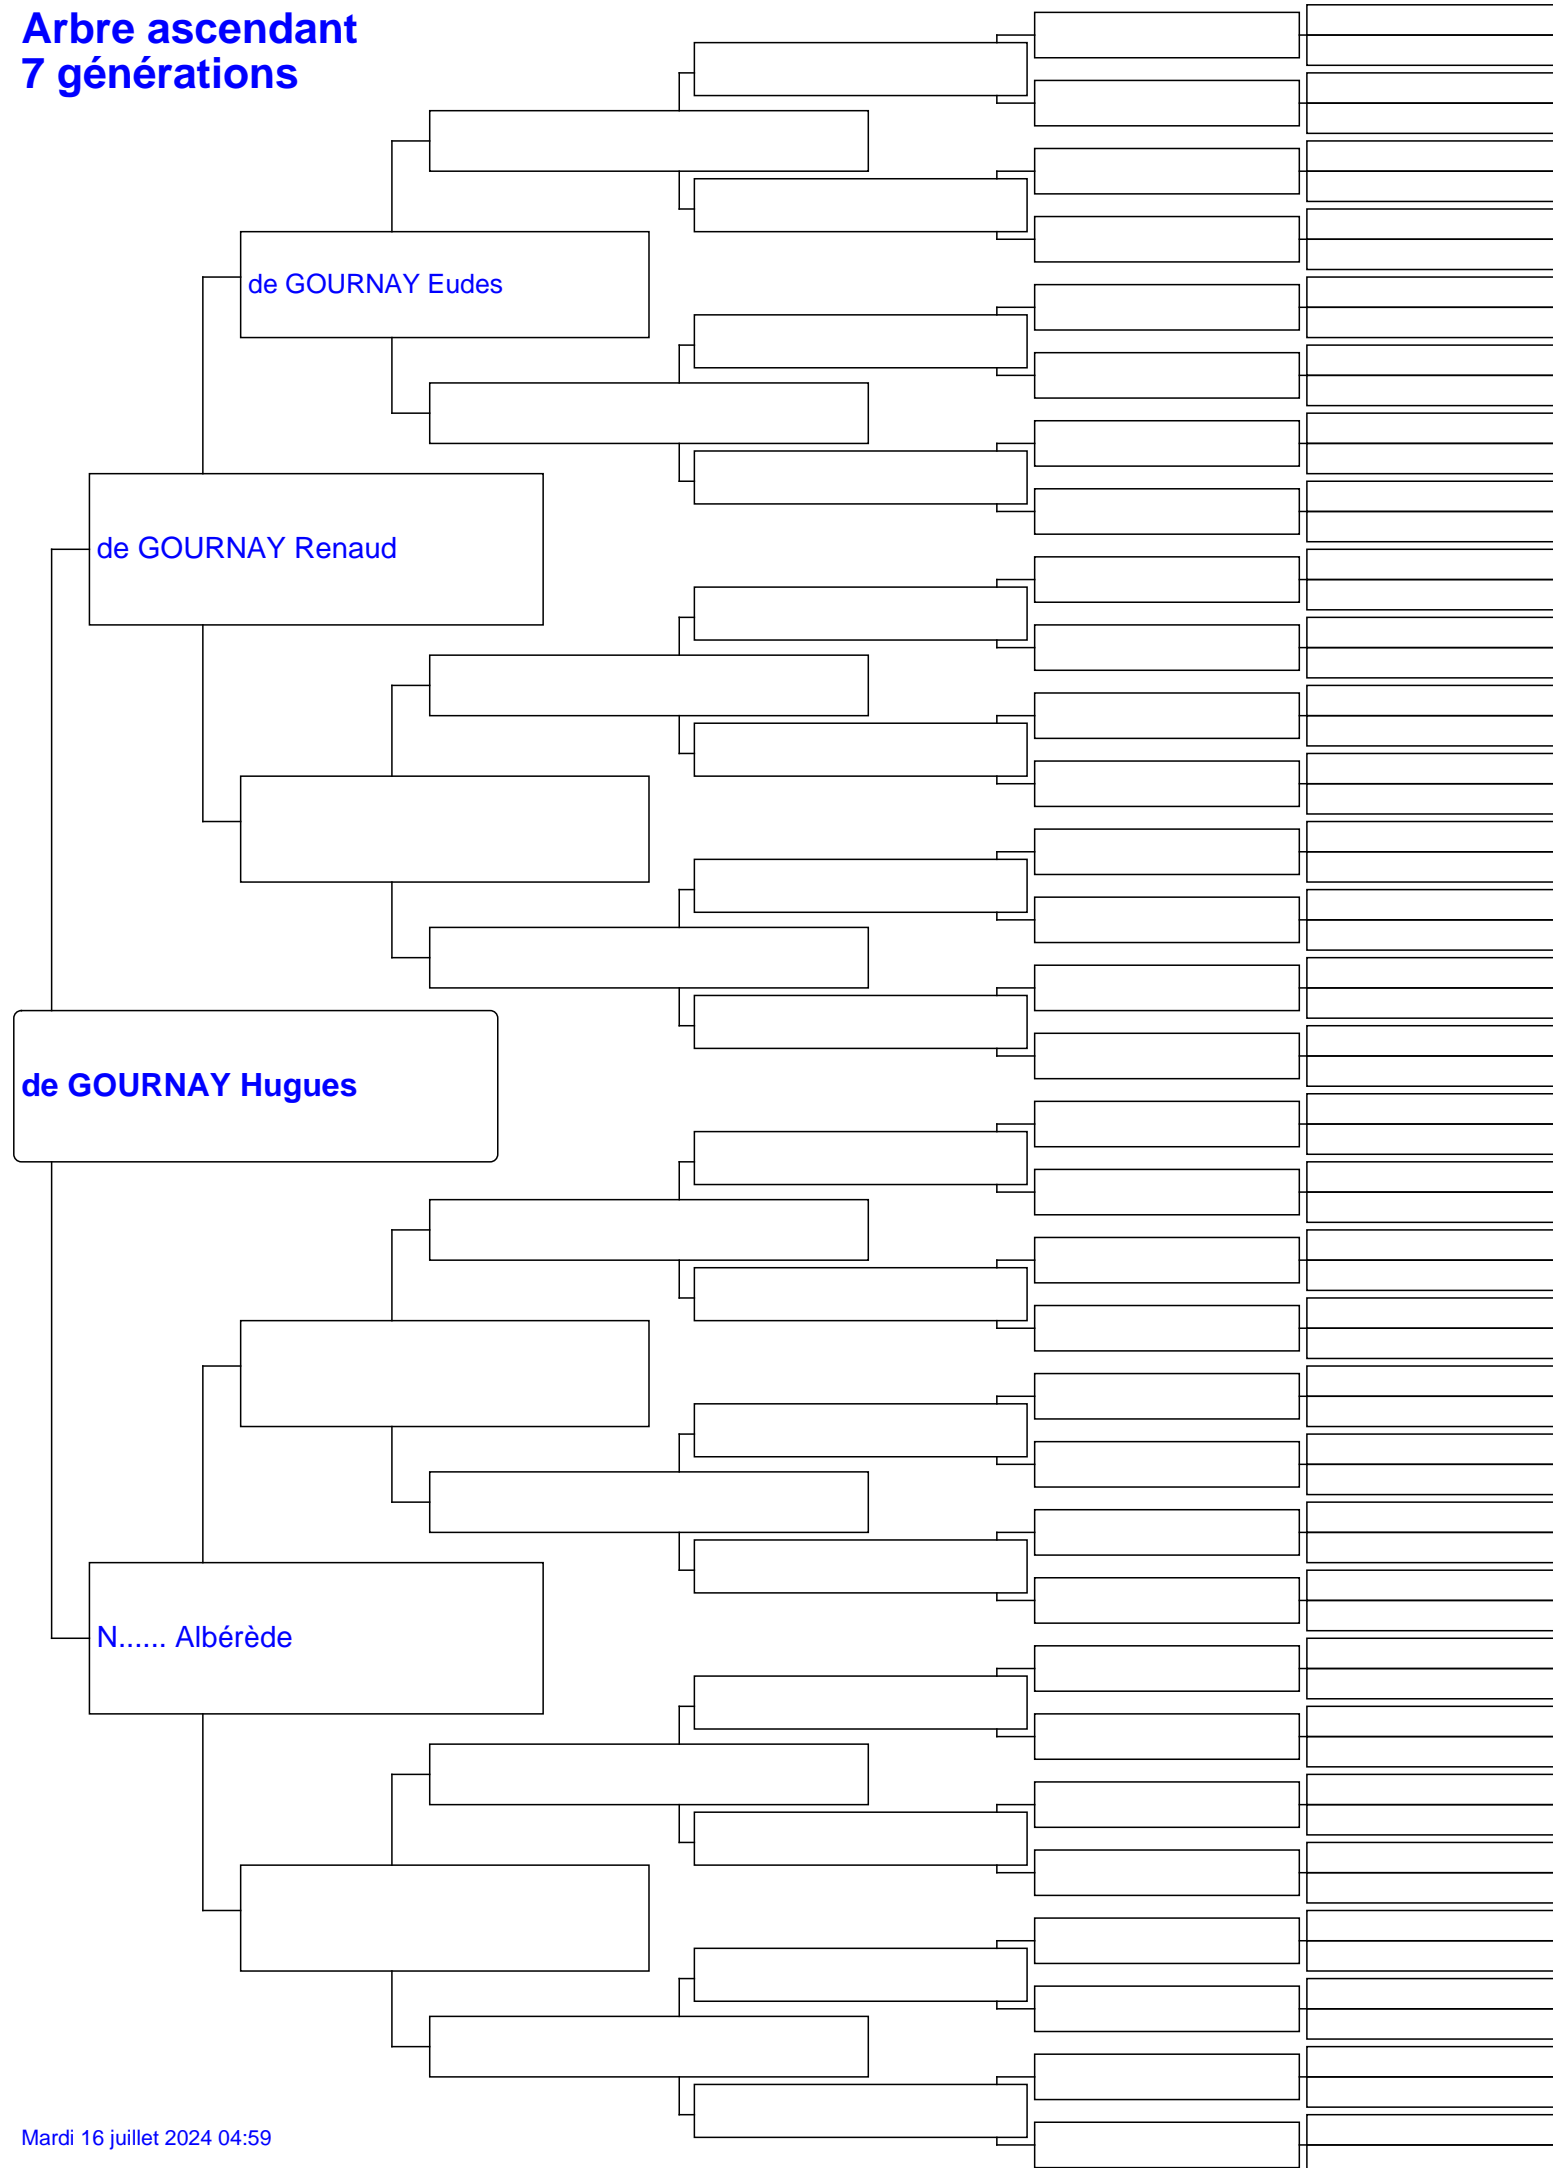 Arbre ascendant
7 générations
de GOURNAY Eudes
de GOURNAY Renaud
de GOURNAY Hugues
N...... Albérède
Mardi 16 juillet 2024 04:59